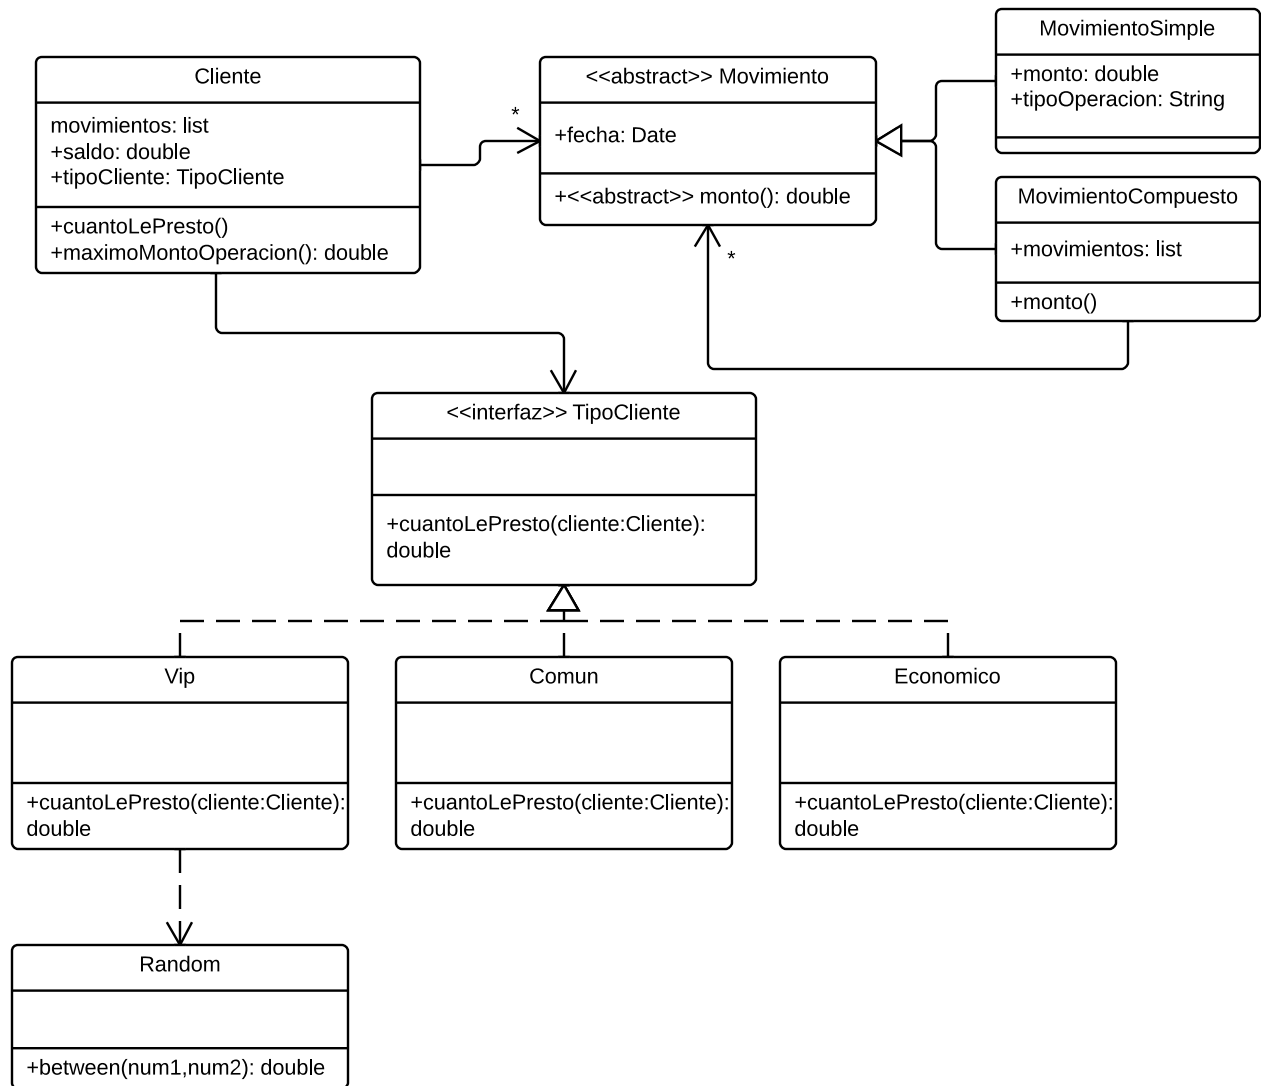 Cliente
movimientos: list
+saldo: double
+tipoCliente: TipoCliente
+cuantoLePresto()
+maximoMontoOperacion(): double
*
<<abstract>> Movimiento
+fecha: Date
+<<abstract>> monto(): double
*
MovimientoSimple
+monto: double
+tipoOperacion: String
MovimientoCompuesto
+movimientos: list
+monto()
<<interfaz>> TipoCliente
+cuantoLePresto(cliente:Cliente):
double
Vip
+cuantoLePresto(cliente:Cliente):
double
Comun
+cuantoLePresto(cliente:Cliente):
double
Economico
+cuantoLePresto(cliente:Cliente):
double
Random
+between(num1,num2): double